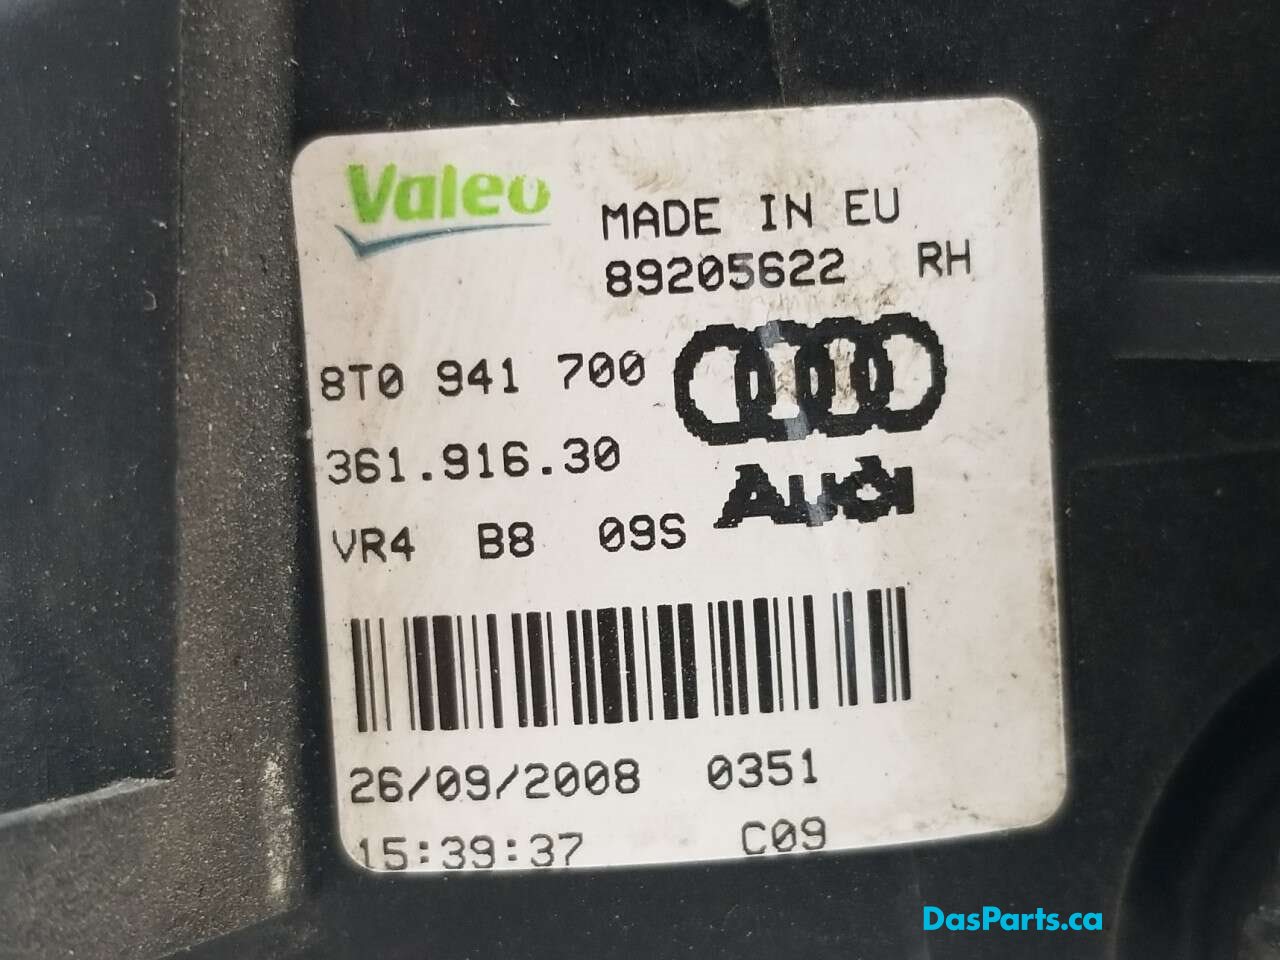 Valeo
MADE IN EU
89205622 RH
8T0 941 700
361.916.30
Audi
VR4 B8 09S
26/09/2008 0351
15:39:37 C09
DasParts.ca